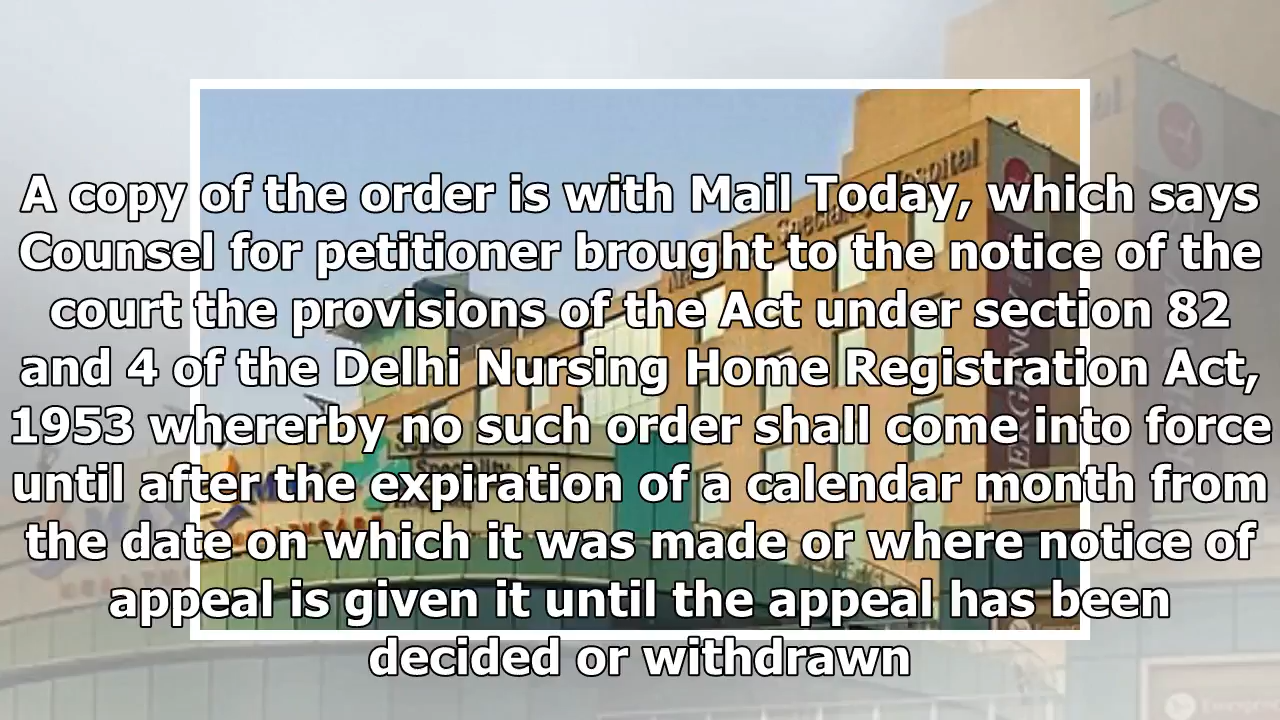 A copy of the order is with Mail Today, which says
Counsel for petitioner brought to the notice of the
court the provisions of the Act under section 82
and 4 of the Delhi Nursing Home Registration Act,
1953 whererby no such order shall come into force
until after the expiration of a calendar month from
the date on which it was made or where notice of
appeal is given it until the appeal has been
decided or withdrawn